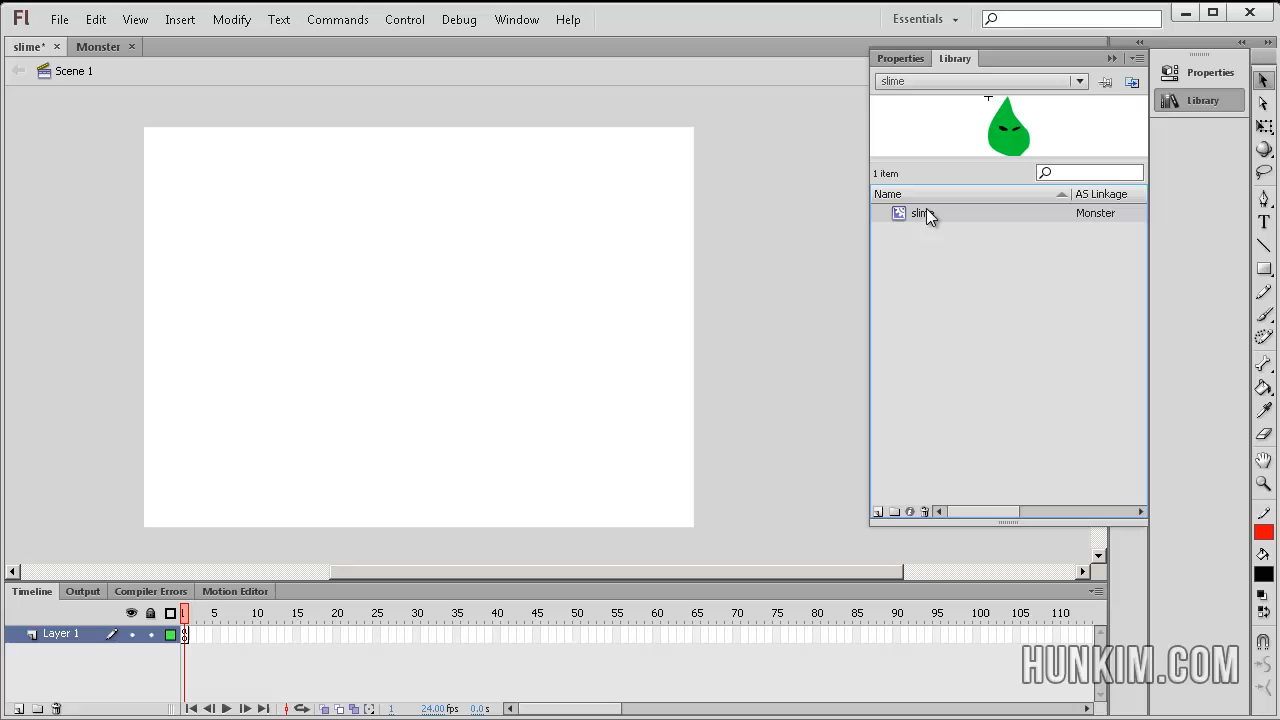 Fl File Edit View Insert Modify Text Commands Control Debug Window Help Essentials
slime* × Monster ×
Scene 1
Properties Library
slime
1 item
Name AS Linkage
Monster
Properties
Library
Timeline Output Compiler Errors Motion Editor
5 10 15 20 25 30 35 40 45 50 55 60 65 70 75 80 85 90 95 100 105 110
Layer 1
1 24.00fps 0.0s
HUNKIM.COM